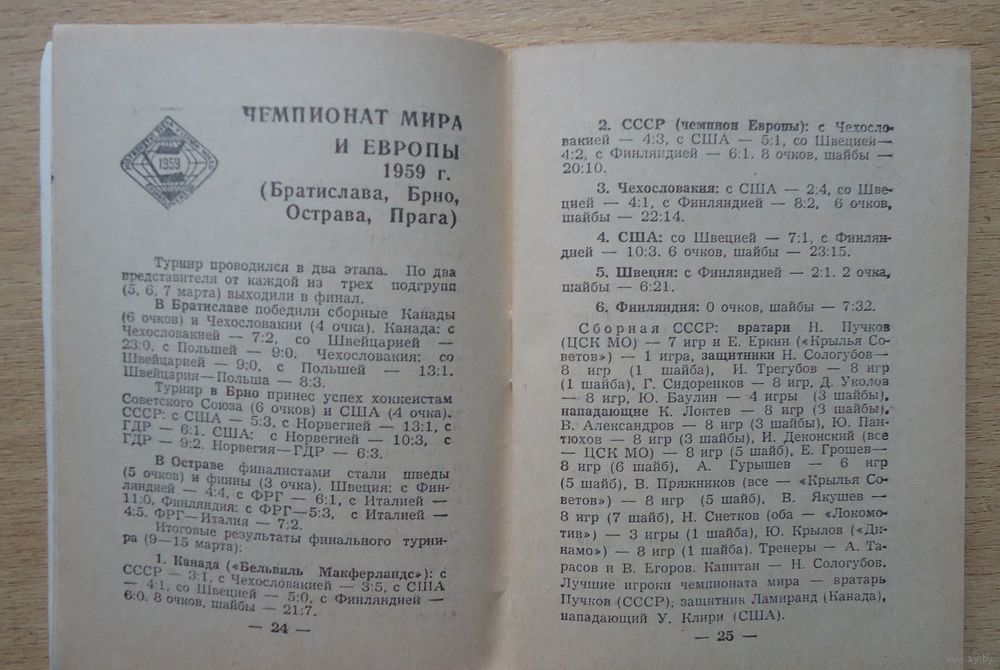 1959
ЧЕМПИОНАТ МИРА
И ЕВРОПЫ
1959 г.
(Братислава, Брно,
Острава, Прага)
Турнир проводился в два этапа. По два
представителя от каждой из трех подгрупп
(5, 6, 7 марта) выходили в финал.
В Братиславе победили сборные Канады
(6 очков) и Чехословакии (4 очка). Канада: с
Чехословакией — 7:2, со Швейцарией —
23:0, с Польшей — 9:0. Чехословакия: со
Швейцарией — 9:0, с Польшей — 13:1.
Швейцария—Польша — 8:3.
Турнир в Брно принес успех хоккеистам
Советского Союза (6 очков) и США (4 очка).
СССР: с США — 5:3, с Норвегией — 13:1, с
ГДР — 6:1. США: с Норвегией — 10:3, с
ГДР — 9:2. Норвегия—ГДР — 6:3.
В Остраве финалистами стали шведы
(5 очков) и финны (3 очка). Швеция: с Фин-
ляндией — 4:4, с ФРГ — 6:1, с Италией —
11:0. Финляндия: с ФРГ—5:3, с Италией —
4:5. ФРГ—Италия — 7:2.
Итоговые результаты финального турни-
ра (9—15 марта):
1. Канада («Бельвиль Макферландс»): с
СССР — 3:1, с Чехословакией — 3:5, с США
— 4:1, со Швецией — 5:0, с Финляндией —
6:0. 8 очков, шайбы — 21:7.
— 24 —
2. СССР (чемпион Европы): с Чехосло-
вакией — 4:3, с США — 5:1, со Швецией—
4:2, с Финляндией — 6:1. 8 очков, шайбы —
20:10.
3. Чехословакия: с США — 2:4, со Шве-
цией — 4:1, с Финляндией — 8:2, 6 очков,
шайбы — 22:14.
4. США: со Швецией — 7:1, с Финлян-
дией — 10:3. 6 очков, шайбы — 23:15.
5. Швеция: с Финляндией — 2:1. 2 очка,
шайбы — 6:21.
6. Финляндия: 0 очков, шайбы — 7:32.
Сборная СССР: вратари Н. Пучков
(ЦСК МО) — 7 игр и Е. Еркин («Крылья Со-
ветов») — 1 игра, защитники Н. Сологубов—
8 игр (1 шайба), И. Трегубов — 8 игр
(1 шайба), Г. Сидоренков — 8 игр, Д. Уколов
— 8 игр, Ю. Баулин — 4 игры (3 шайбы),
нападающие К. Локтев — 8 игр (3 шайбы),
В. Александров — 8 игр (3 шайбы), Ю. Пан-
тюхов — 8 игр (3 шайбы), И. Деконский (все
— ЦСК МО) — 8 игр (5 шайб), Е. Грошев—
8 игр (6 шайб), А. Гурышев — 6 игр
(5 шайб), В. Пряжников (все — «Крылья Со-
ветов») — 8 игр (5 шайб), В. Якушев —
8 игр (7 шайб), Н. Снетков (оба — «Локомо-
тив») — 3 игры (1 шайба), Ю. Крылов («Ди-
намо») — 8 игр (1 шайба). Тренеры — А. Та-
расов и В. Егоров. Капитан — Н. Сологубов.
Лучшие игроки чемпионата мира — вратарь
Пучков (СССР), защитник Ламиранд (Канада),
нападающий У. Клири (США).
— 25 —
www.ay.by